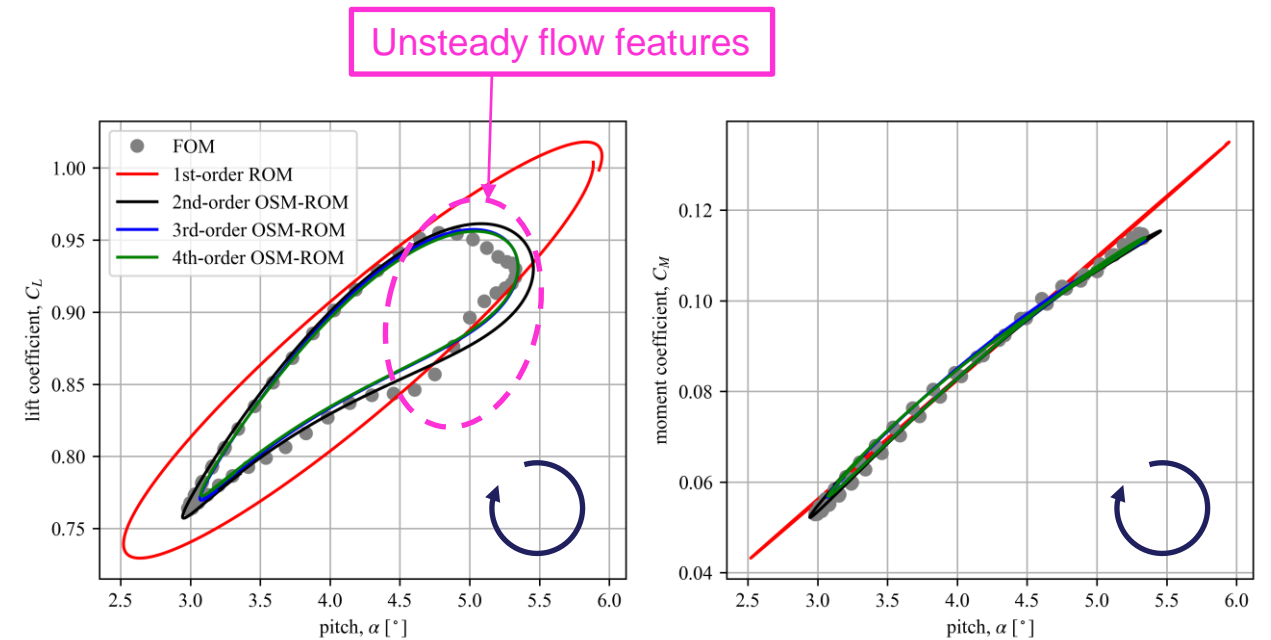 Unsteady flow features
FOM
1st-order ROM
2nd-order OSM-ROM
3rd-order OSM-ROM
4th-order OSM-ROM
lift coefficient, C_L
1.00
0.95
0.90
0.85
0.80
0.75
2.5 3.0 3.5 4.0 4.5 5.0 5.5 6.0
pitch, α [°]
moment coefficient, C_M
0.12
0.10
0.08
0.06
0.04
2.5 3.0 3.5 4.0 4.5 5.0 5.5 6.0
pitch, α [°]